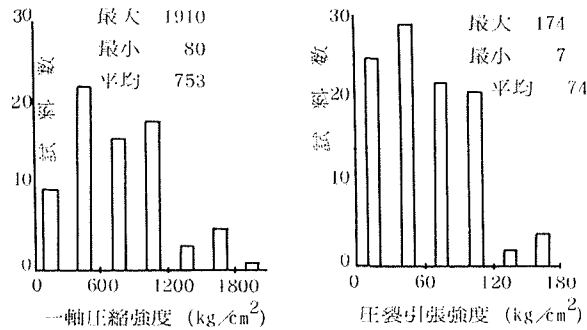 30
20
10
0
試料数
最大 1910
最小 80
平均 753
0 600 1200 1800
一軸圧縮強度 (kg/cm²)
30
20
10
0
試料数
最大 174
最小 7
平均 74
0 60 120 180
圧裂引張強度 (kg/cm²)